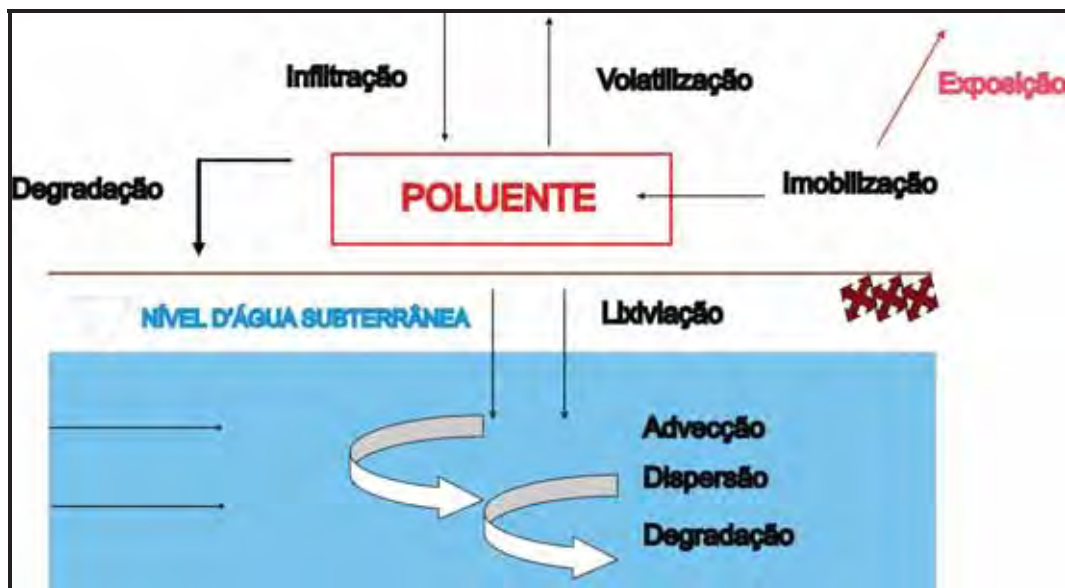 Infiltração
Volatilização
Exposição
Degradação
POLUENTE
Imobilização
NÍVEL D'ÁGUA SUBTERRÂNEA
Lixiviação
Advecção
Dispersão
Degradação